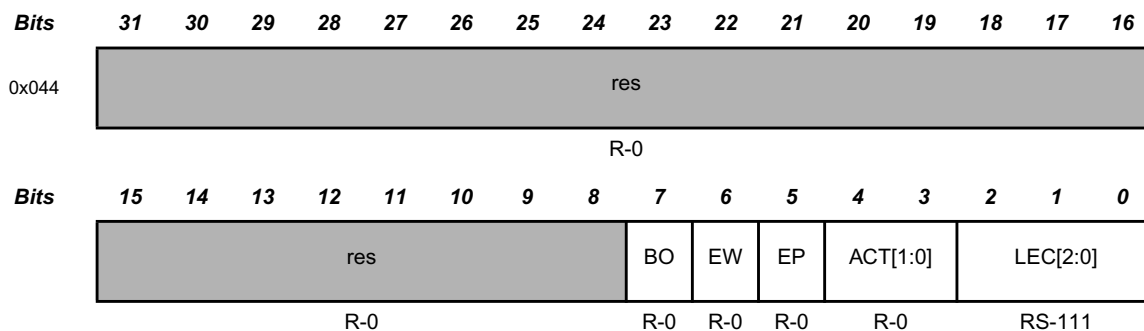 Bits 31 30 29 28 27 26 25 24 23 22 21 20 19 18 17 16
0x044 res
R-0
Bits 15 14 13 12 11 10 9 8 7 6 5 4 3 2 1 0
res BO EW EP ACT[1:0] LEC[2:0]
R-0 R-0 R-0 R-0 R-0 RS-111